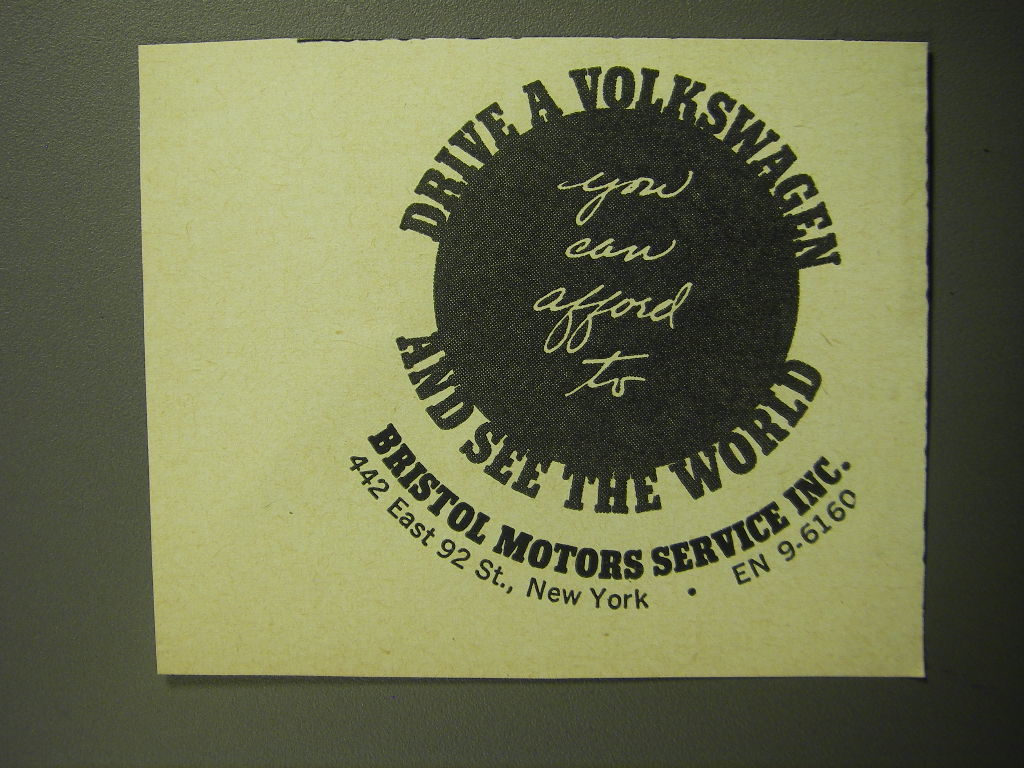 DRIVE A VOLKSWAGEN
you
can
afford
to
AND SEE THE WORLD
BRISTOL MOTORS SERVICE INC.
442 East 92 St., New York • EN 9-6160